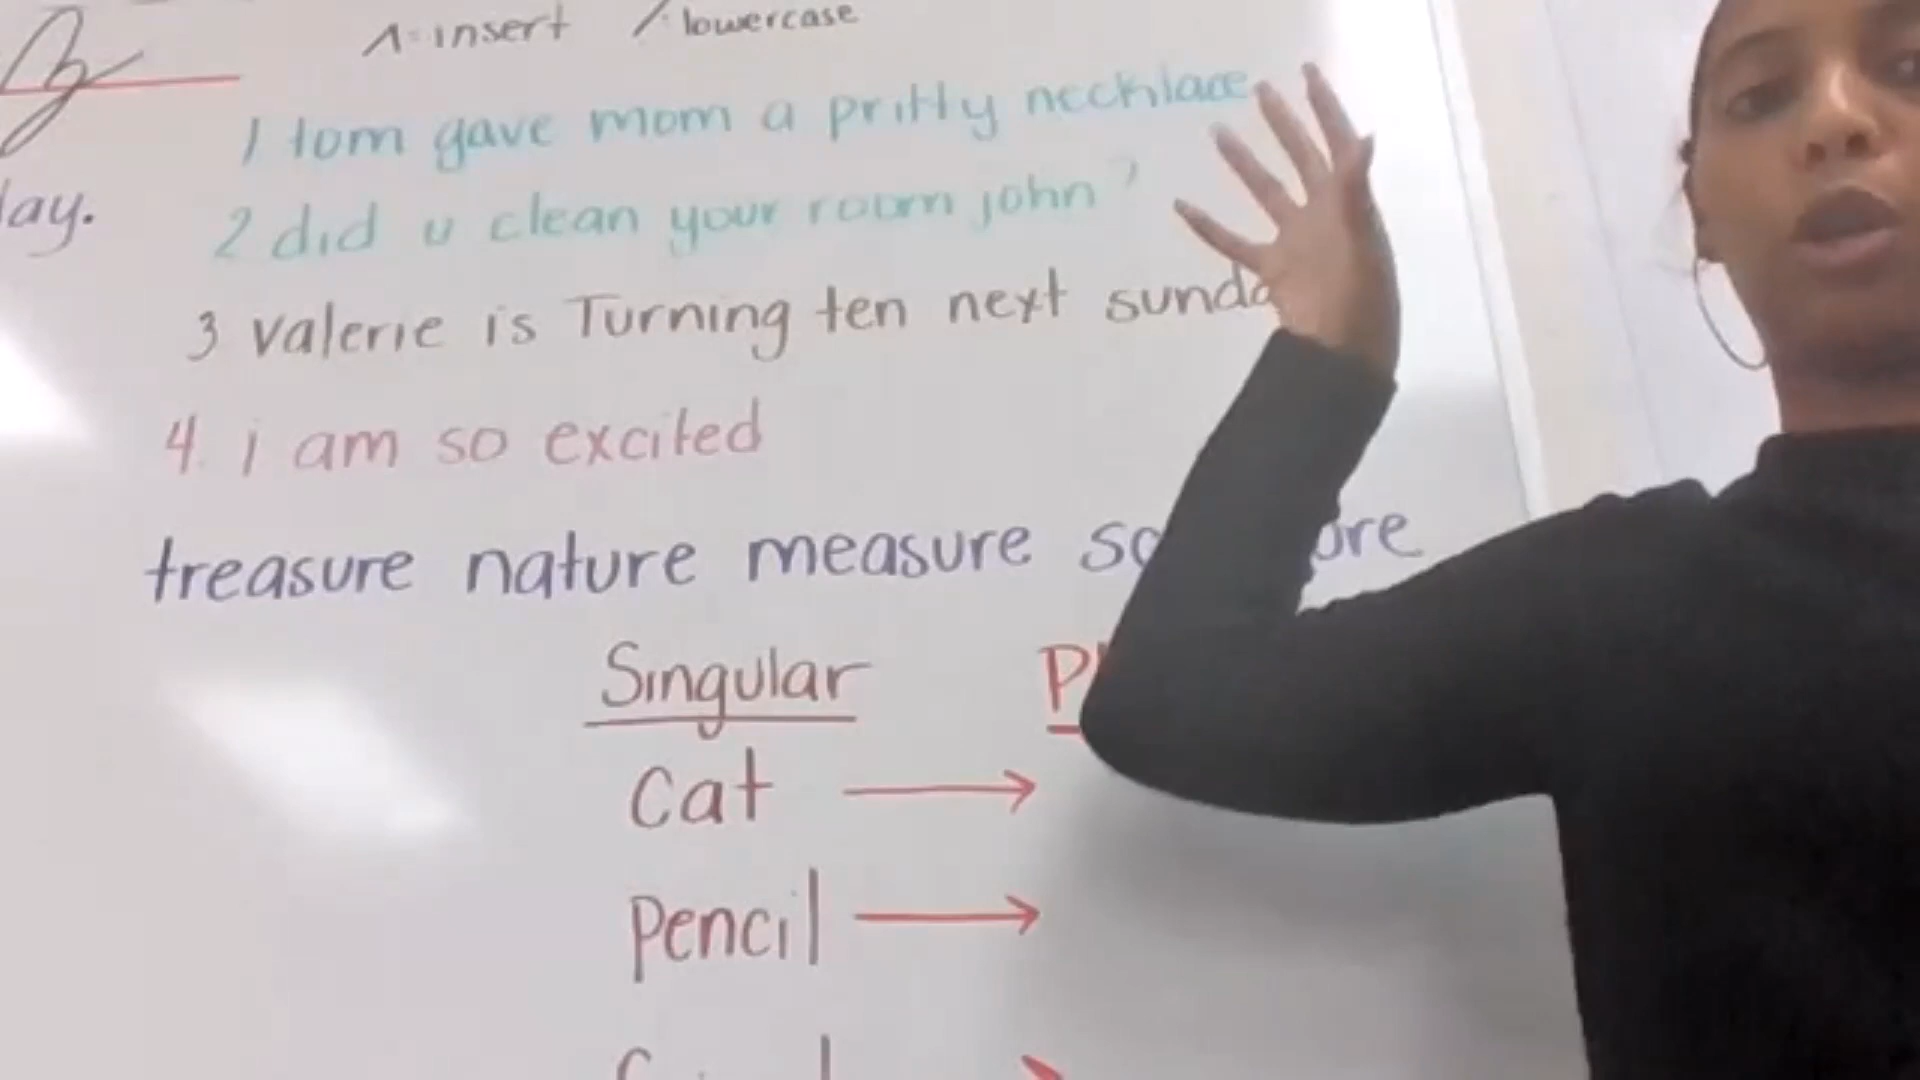 ∧=insert /=lowercase
lay.
1 tom gave mom a pritty necklace
2 did u clean your room john?
3 valerie is Turning ten next sunda
4. i am so excited
treasure nature measure
Singular
cat →
pencil →